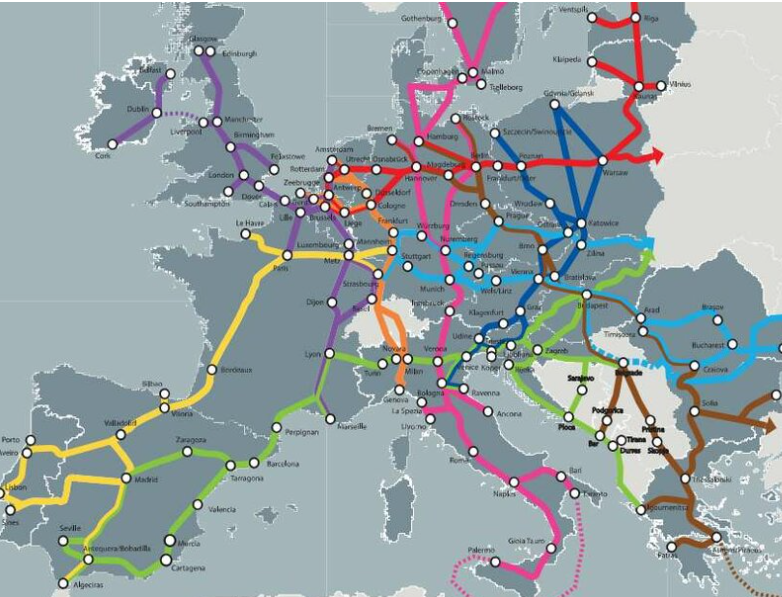 Ventspils
Riga
Gothenburg
Klaipeda
Vilnius
Kaunas
Glasgow
Edinburgh
Belfast
Copenhagen
Malmö
Trelleborg
Gdynia/Gdansk
Dublin
Liverpool
Manchester
Birmingham
Cork
Rostock
Szczecin/Swinoujscie
Bremen
Hamburg
Felixstowe
London
Southampton
Dover
Calais
Amsterdam
Rotterdam
Utrecht
Osnabrück
Zeebrugge
Antwerp
Düsseldorf
Hannover
Magdeburg
Berlin
Frankfurt/Oder
Poznan
Warsaw
Lille
Brussels
Liege
Cologne
Dresden
Wroclaw
Katowice
Le Havre
Frankfurt
Luxembourg
Mannheim
Würzburg
Nuremburg
Prague
Ostrava
Zilina
Paris
Metz
Strasbourg
Stuttgart
Regensburg
Passau
Wels/Linz
Brno
Vienna
Bratislava
Munich
Budapest
Dijon
Basel
Innsbruck
Klagenfurt
Graz
Arad
Timisoara
Brasov
Bucharest
Craiova
Lyon
Turin
Novara
Milan
Verona
Udine
Venice
Koper
Ljubljana
Zagreb
Rijeka
Belgrade
Bordeaux
Genova
Bologna
Ravenna
La Spezia
Livorno
Ancona
Sarajevo
Ploce
Podgorica
Bar
Pristina
Tirana
Durres
Skopje
Sofia
Bilbao
Vitoria
Valladolid
Porto
Aveiro
Zaragoza
Perpignan
Marseille
Barcelona
Tarragona
Madrid
Lisbon
Sines
Valencia
Roma
Naples
Bari
Taranto
Thessaloniki
Igoumenitsa
Patras
Seville
Antequera/Bobadilla
Murcia
Cartagena
Algeciras
Gioia Tauro
Palermo